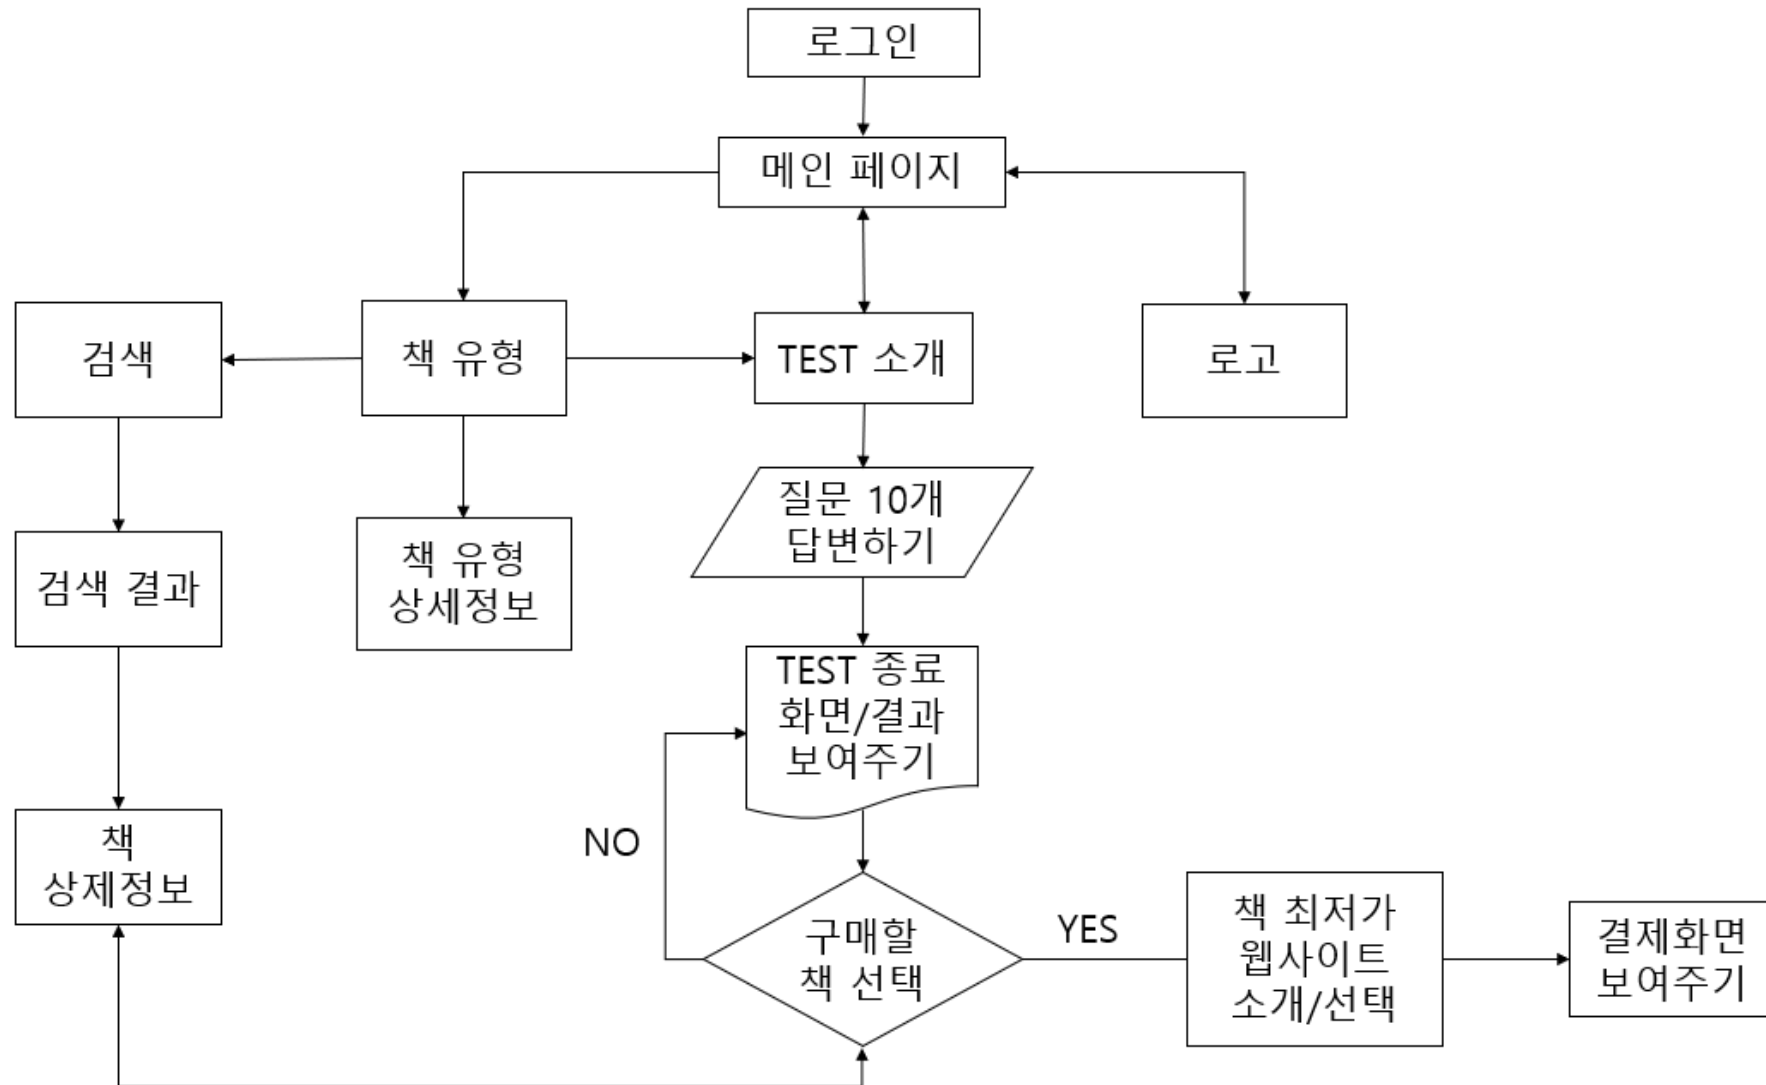 로그인
메인 페이지
검색
책 유형
TEST 소개
로고
질문 10개
답변하기
검색 결과
책 유형
상세정보
TEST 종료
화면/결과
보여주기
NO
책
상제정보
구매할
책 선택
YES
책 최저가
웹사이트
소개/선택
결제화면
보여주기